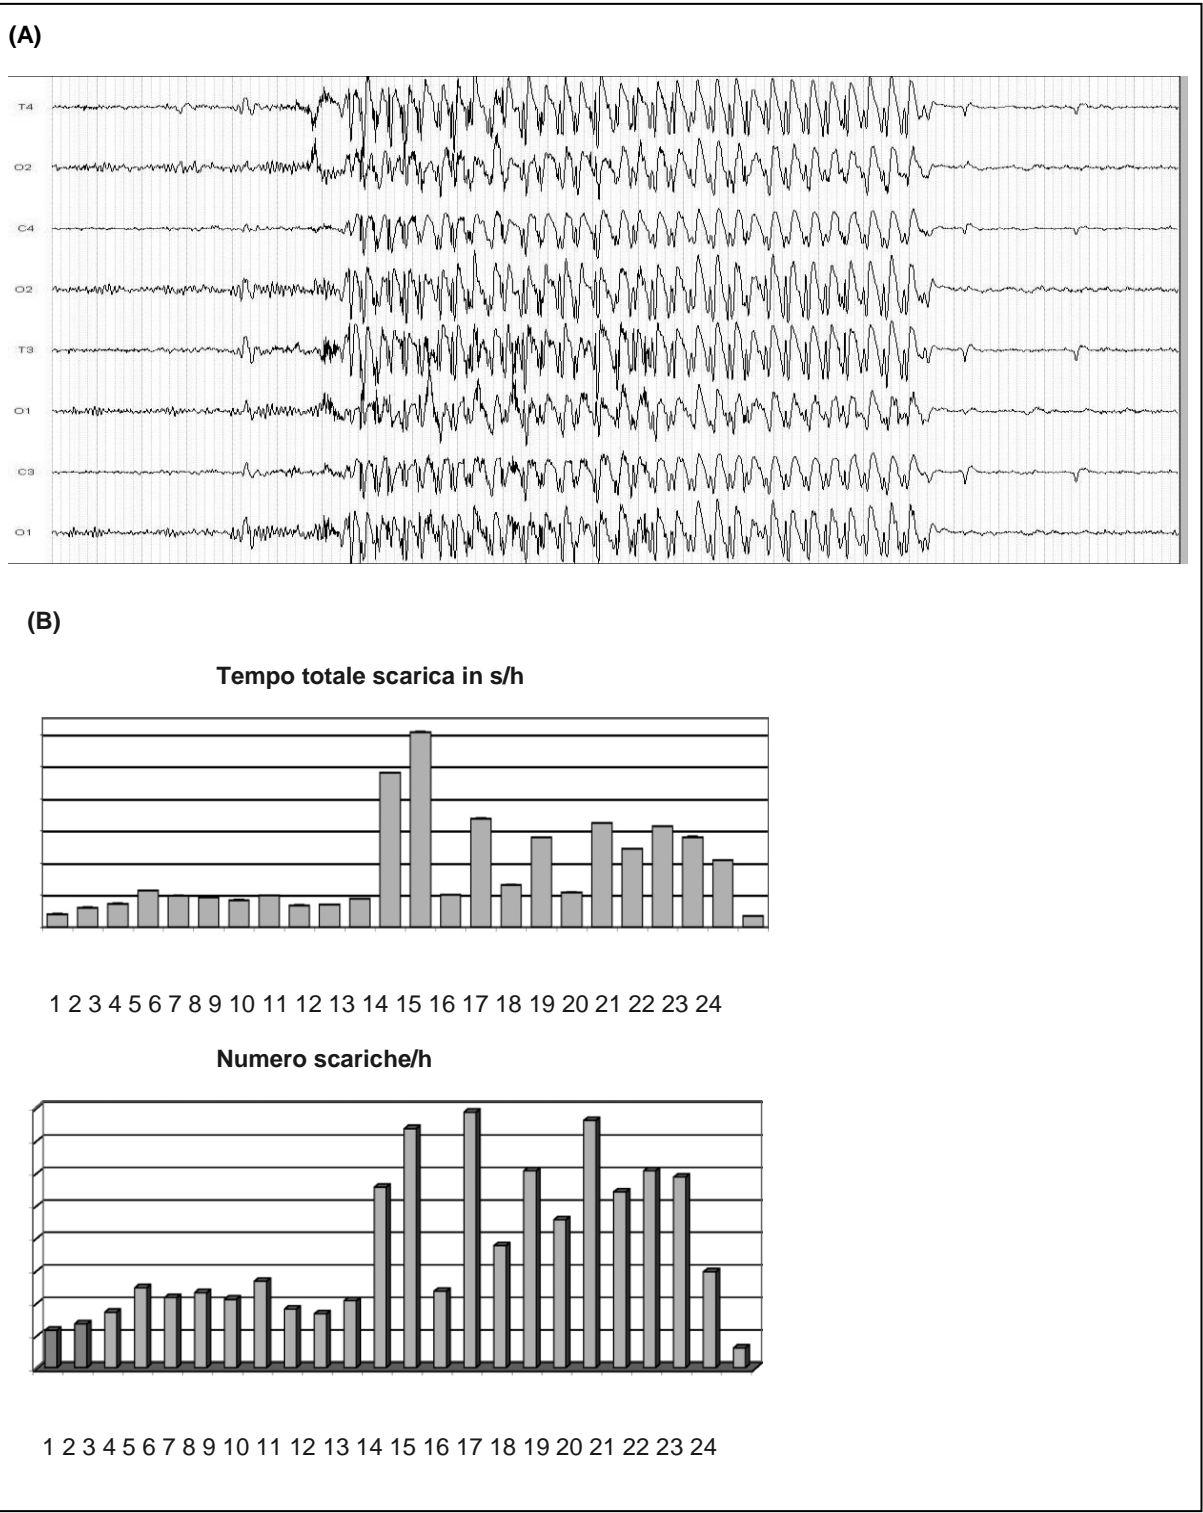 (A)
T4
O2
C4
O2
T3
O1
C3
O1
(B)
Tempo totale scarica in s/h
1 2 3 4 5 6 7 8 9 10 11 12 13 14 15 16 17 18 19 20 21 22 23 24
Numero scariche/h
1 2 3 4 5 6 7 8 9 10 11 12 13 14 15 16 17 18 19 20 21 22 23 24